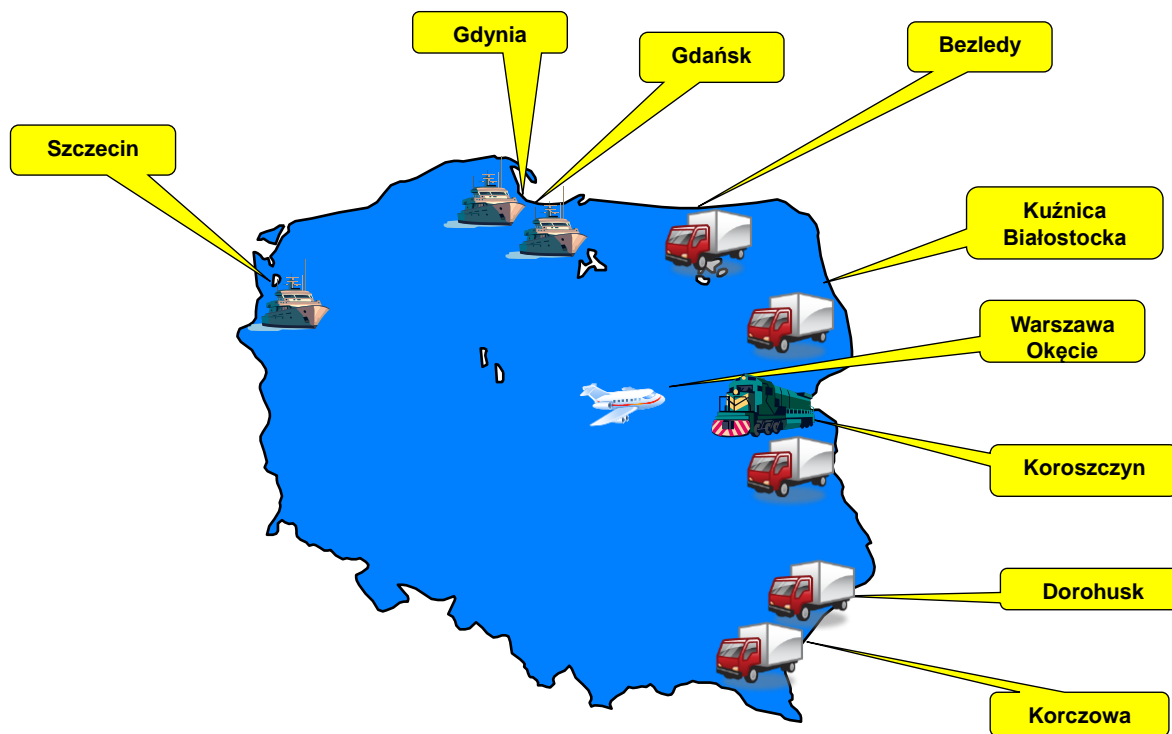 Gdynia
Gdańsk
Bezledy
Szczecin
Kuźnica
Białostocka
Warszawa
Okęcie
Koroszczyn
Dorohusk
Korczowa